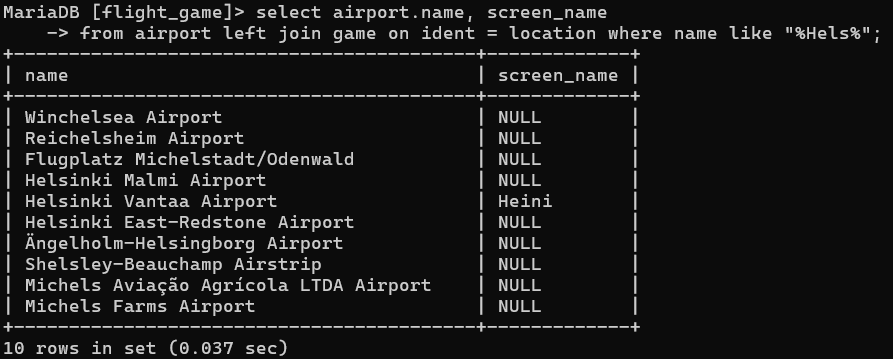 MariaDB [flight_game]> select airport.name, screen_name
    -> from airport left join game on ident = location where name like "%Hels%";
+------------------------------------------+-------------+
| name                                     | screen_name |
+------------------------------------------+-------------+
| Winchelsea Airport                       | NULL        |
| Reichelsheim Airport                     | NULL        |
| Flugplatz Michelstadt/Odenwald           | NULL        |
| Helsinki Malmi Airport                   | NULL        |
| Helsinki Vantaa Airport                  | Heini       |
| Helsinki East-Redstone Airport           | NULL        |
| Ängelholm-Helsingborg Airport            | NULL        |
| Shelsley-Beauchamp Airstrip              | NULL        |
| Michels Aviação Agrícola LTDA Airport    | NULL        |
| Michels Farms Airport                    | NULL        |
+------------------------------------------+-------------+
10 rows in set (0.037 sec)